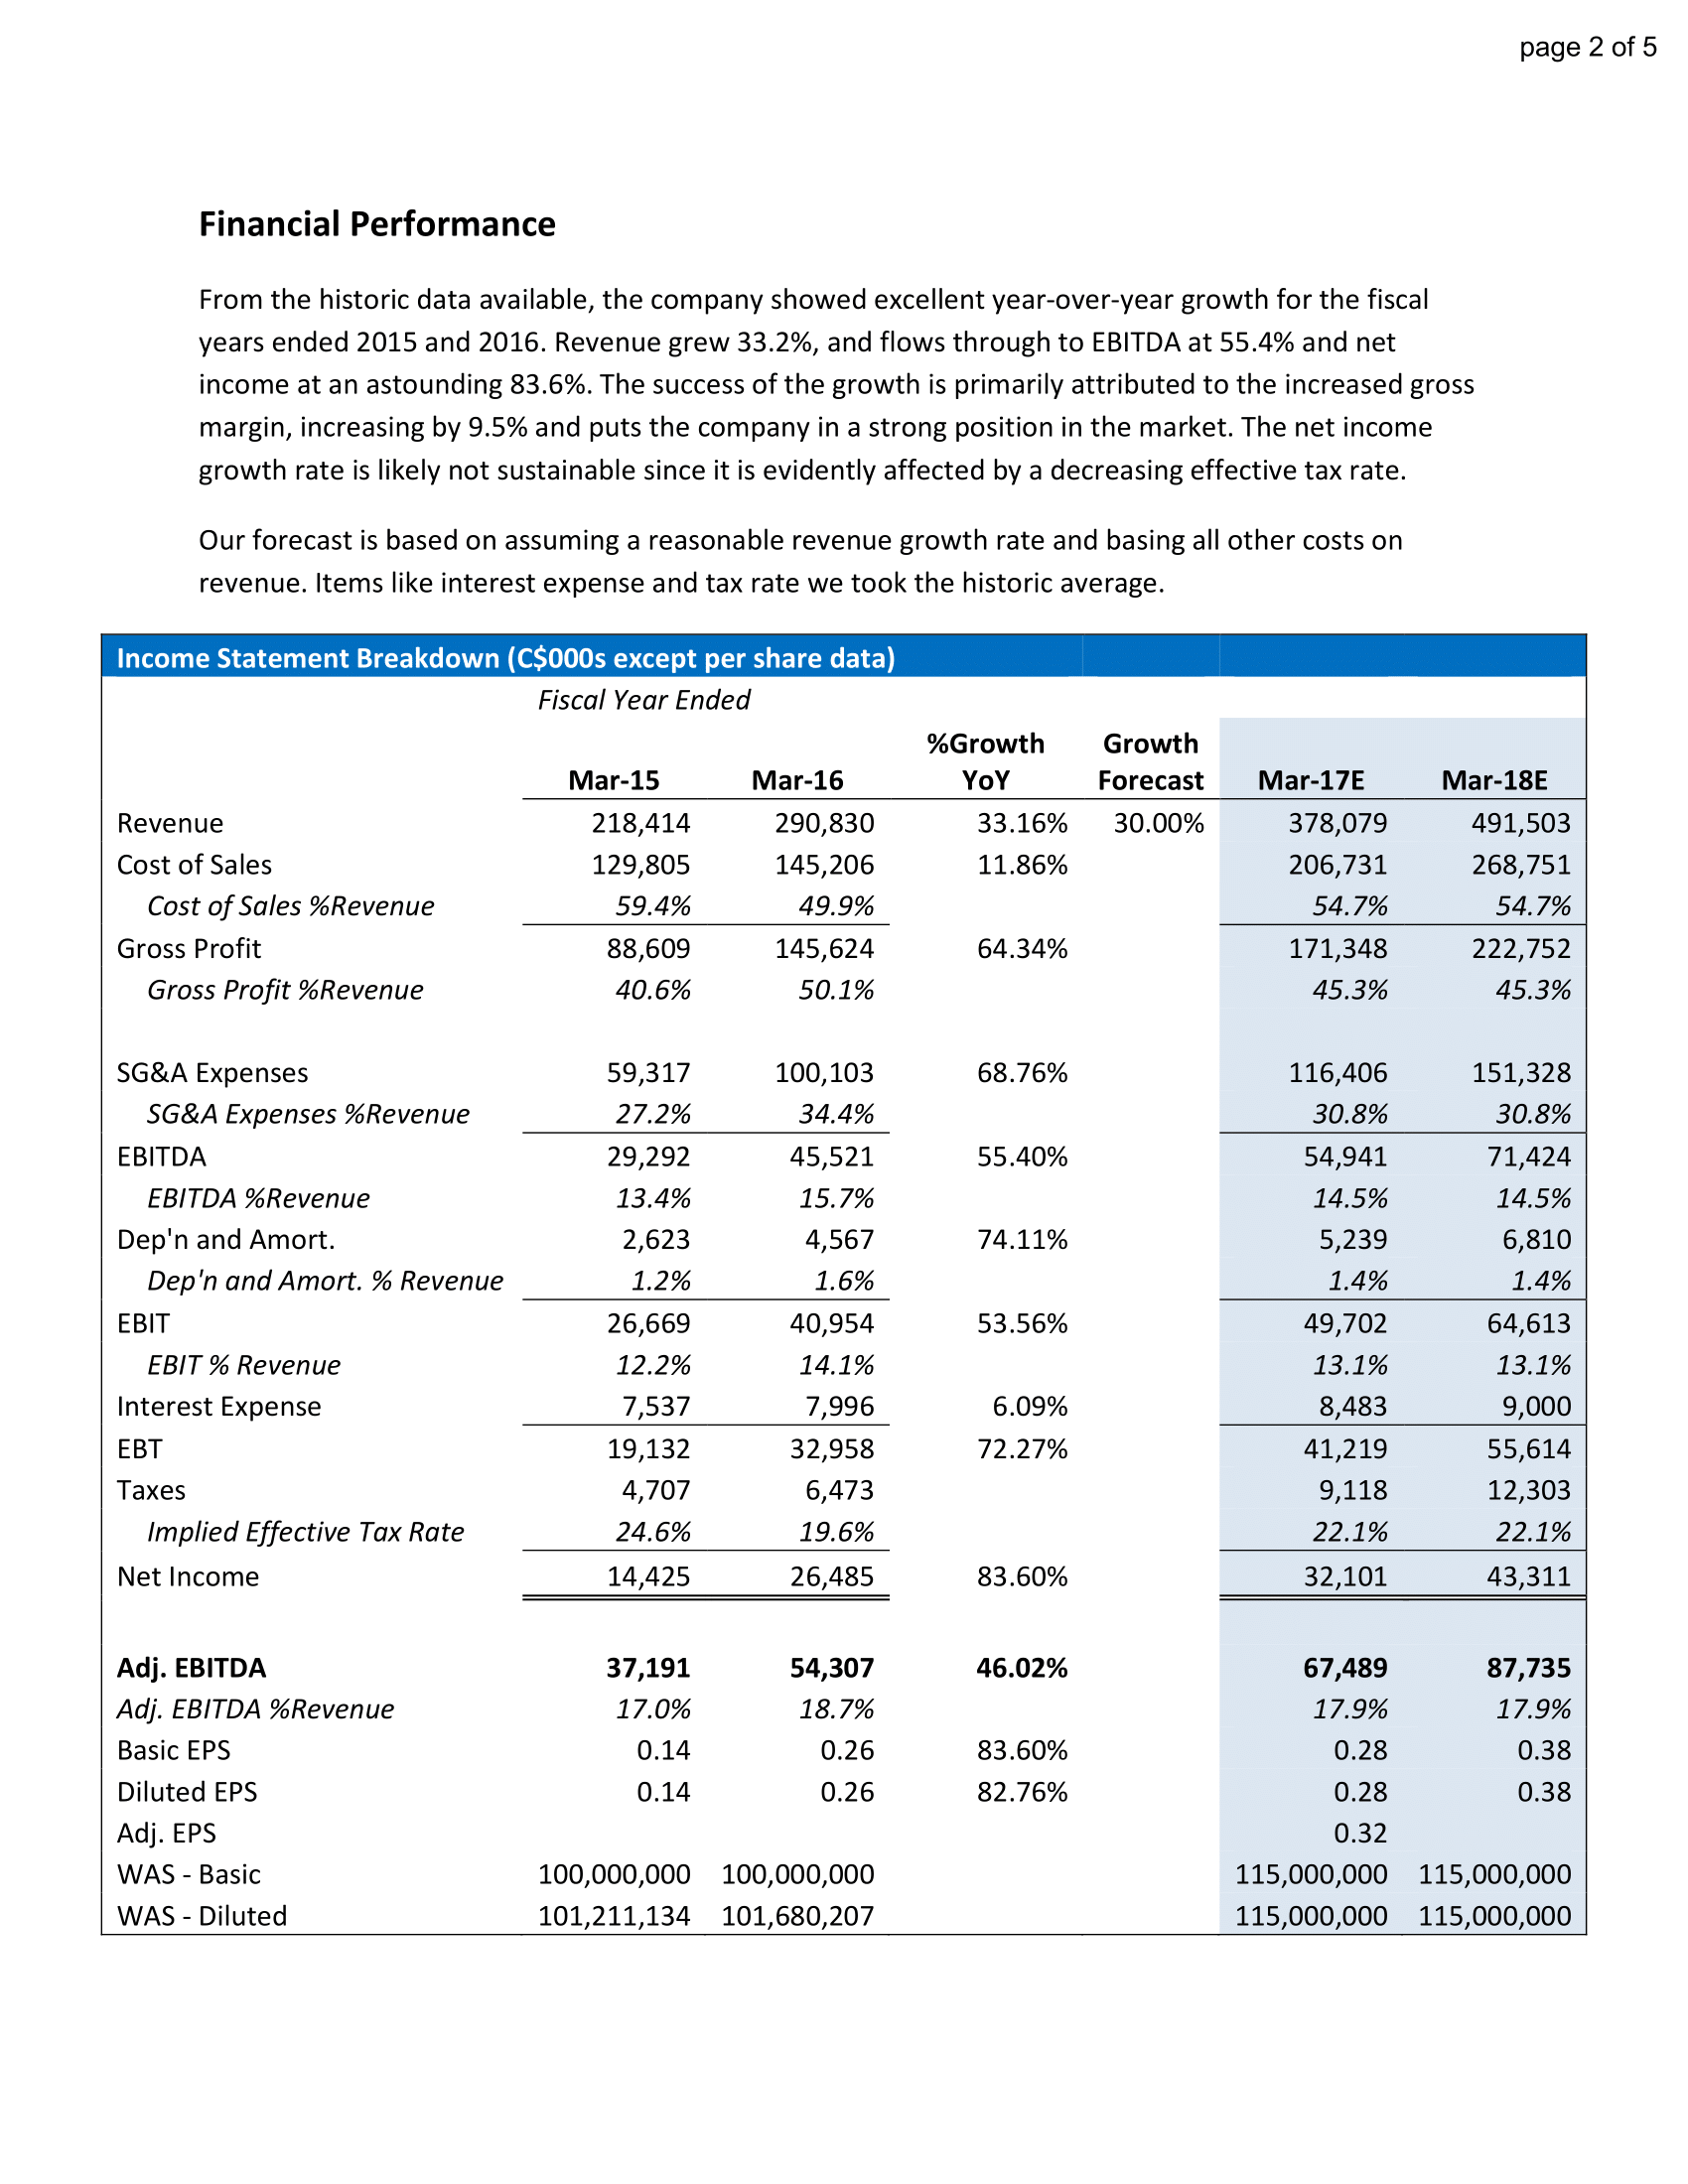 page 2 of 5
Financial Performance
From the historic data available, the company showed excellent year-over-year growth for the fiscal
years ended 2015 and 2016. Revenue grew 33.2%, and flows through to EBITDA at 55.4% and net
income at an astounding 83.6%. The success of the growth is primarily attributed to the increased gross
margin, increasing by 9.5% and puts the company in a strong position in the market. The net income
growth rate is likely not sustainable since it is evidently affected by a decreasing effective tax rate.
Our forecast is based on assuming a reasonable revenue growth rate and basing all other costs on
revenue. Items like interest expense and tax rate we took the historic average.
Income Statement Breakdown (C$000s except per share data)
Fiscal Year Ended
%Growth Growth
Mar-15 Mar-16 YoY Forecast Mar-17E Mar-18E
Revenue 218,414 290,830 33.16% 30.00% 378,079 491,503
Cost of Sales 129,805 145,206 11.86% 206,731 268,751
Cost of Sales %Revenue 59.4% 49.9% 54.7% 54.7%
Gross Profit 88,609 145,624 64.34% 171,348 222,752
Gross Profit %Revenue 40.6% 50.1% 45.3% 45.3%
SG&A Expenses 59,317 100,103 68.76% 116,406 151,328
SG&A Expenses %Revenue 27.2% 34.4% 30.8% 30.8%
EBITDA 29,292 45,521 55.40% 54,941 71,424
EBITDA %Revenue 13.4% 15.7% 14.5% 14.5%
Dep'n and Amort. 2,623 4,567 74.11% 5,239 6,810
Dep'n and Amort. % Revenue 1.2% 1.6% 1.4% 1.4%
EBIT 26,669 40,954 53.56% 49,702 64,613
EBIT % Revenue 12.2% 14.1% 13.1% 13.1%
Interest Expense 7,537 7,996 6.09% 8,483 9,000
EBT 19,132 32,958 72.27% 41,219 55,614
Taxes 4,707 6,473 9,118 12,303
Implied Effective Tax Rate 24.6% 19.6% 22.1% 22.1%
Net Income 14,425 26,485 83.60% 32,101 43,311
Adj. EBITDA 37,191 54,307 46.02% 67,489 87,735
Adj. EBITDA %Revenue 17.0% 18.7% 17.9% 17.9%
Basic EPS 0.14 0.26 83.60% 0.28 0.38
Diluted EPS 0.14 0.26 82.76% 0.28 0.38
Adj. EPS 0.32
WAS - Basic 100,000,000 100,000,000 115,000,000 115,000,000
WAS - Diluted 101,211,134 101,680,207 115,000,000 115,000,000